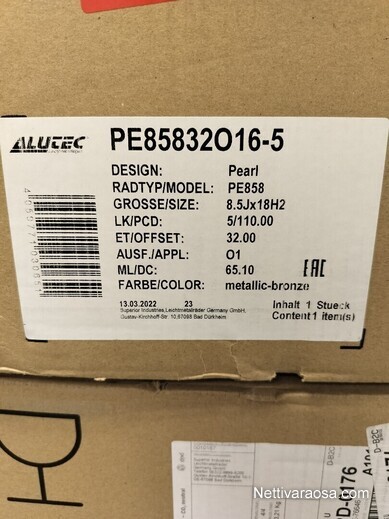 ALUTEC
PE85832O16-5
DESIGN: Pearl
RADTYP/MODEL: PE858
GROSSE/SIZE: 8.5Jx18H2
LK/PCD: 5/110.00
ET/OFFSET: 32.00
AUSF./APPL: O1
ML/DC: 65.10
FARBE/COLOR: metallic-bronze
EAC
13.03.2022 23
Superior Industries,Leichtmetallräder Germany GmbH,
Gustav-Kirchhoff-Str. 10,67098 Bad Dürkheim.
Inhalt 1 Stueck
Content 1 item(s)
D-B2C
Nettivaraosa.com/